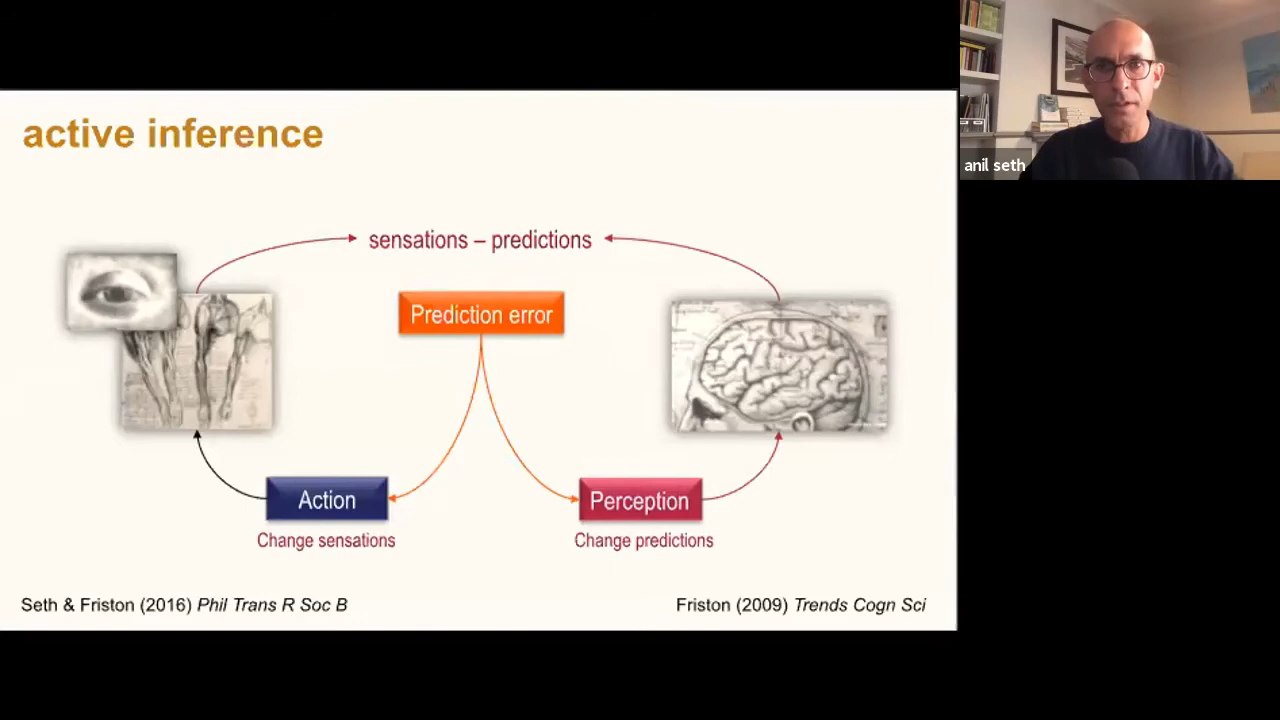 active inference
anil seth
sensations – predictions
Prediction error
Action
Perception
Change sensations
Change predictions
Seth & Friston (2016) Phil Trans R Soc B
Friston (2009) Trends Cogn Sci